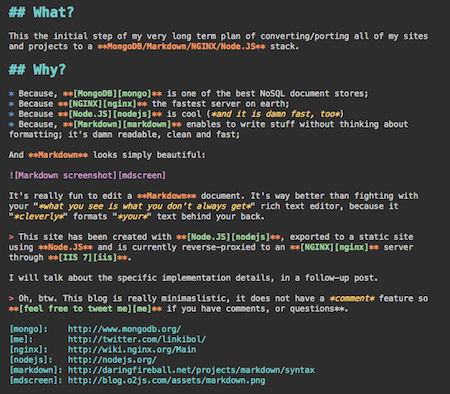 ## What?
This the initial step of my very long term plan of converting/porting all of my sites
and projects to a **MongoDB/Markdown/NGINX/Node.JS** stack.
## Why?
* Because, **[MongoDB][mongo]** is one of the best NoSQL document stores;
* Because **[NGINX][nginx]** the fastest server on earth;
* Because **[Node.JS][nodejs]** is cool (*and it is damn fast, too*)
* Because, **[Markdown][markdown]** enables to write stuff without thinking about
formatting; it's damn readable, clean and fast;
And **Markdown** looks simply beautiful:
![Markdown screenshot][mdscreen]
It's really fun to edit a **Markdown** document. It's way better than fighting with
your "*what you see is what you don't always get*" rich text editor, because it
"*cleverly*" formats "*your*" text behind your back.
> This site has been created with **[Node.JS][nodejs]**, exported to a static site
using **Node.JS** and is currently reverse-proxied to an **[NGINX][nginx]** server
through **[IIS 7][iis]**.
I will talk about the specific implementation details, in a follow-up post.
> Oh, btw. This blog is really minimaslistic, it does not have a *comment* feature so
**[feel free to tweet me][me]** if you have comments, or questions**.
[mongo]: http://www.mongodb.org/
[me]: http://twitter.com/linkibol/
[nginx]: http://wiki.nginx.org/Main
[nodejs]: http://nodejs.org/
[markdown]: http://daringfireball.net/projects/markdown/syntax
[mdscreen]: http://blog.o2js.com/assets/markdown.png